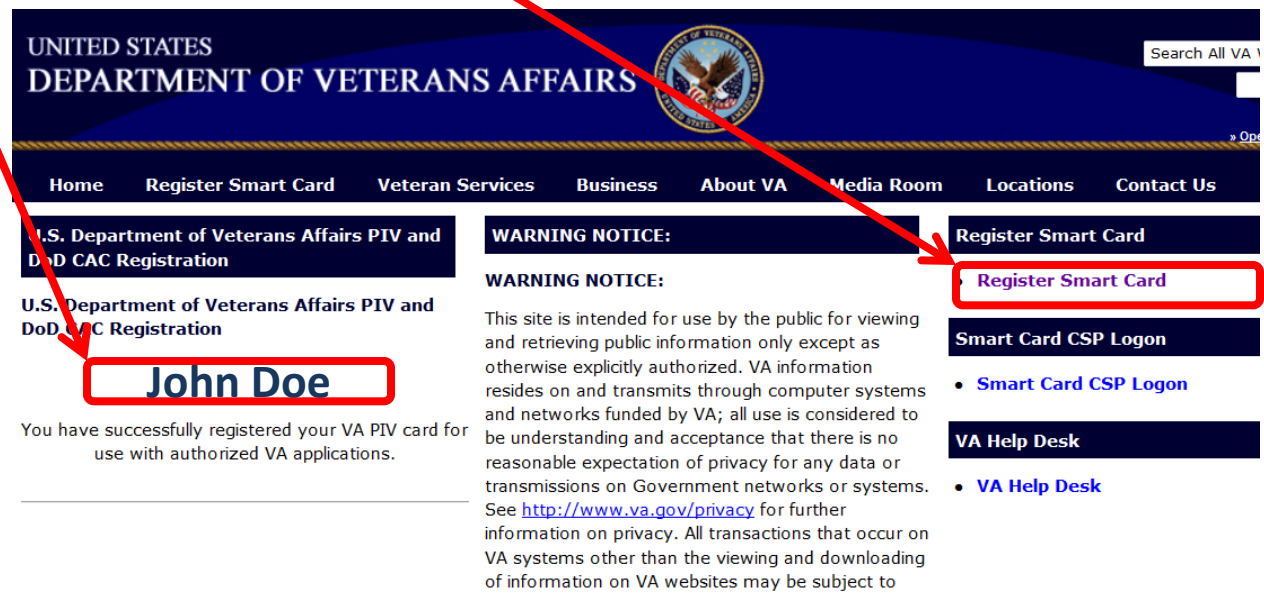 UNITED STATES
DEPARTMENT OF VETERANS AFFAIRS
Search All VA
» Ope
Home Register Smart Card Veteran Services Business About VA Media Room Locations Contact Us
U.S. Department of Veterans Affairs PIV and
DoD CAC Registration
U.S. Department of Veterans Affairs PIV and
DoD CAC Registration
John Doe
You have successfully registered your VA PIV card for
use with authorized VA applications.
WARNING NOTICE:
WARNING NOTICE:
This site is intended for use by the public for viewing
and retrieving public information only except as
otherwise explicitly authorized. VA information
resides on and transmits through computer systems
and networks funded by VA; all use is considered to
be understanding and acceptance that there is no
reasonable expectation of privacy for any data or
transmissions on Government networks or systems.
See http://www.va.gov/privacy for further
information on privacy. All transactions that occur on
VA systems other than the viewing and downloading
of information on VA websites may be subject to
Register Smart Card
• Register Smart Card
Smart Card CSP Logon
• Smart Card CSP Logon
VA Help Desk
• VA Help Desk